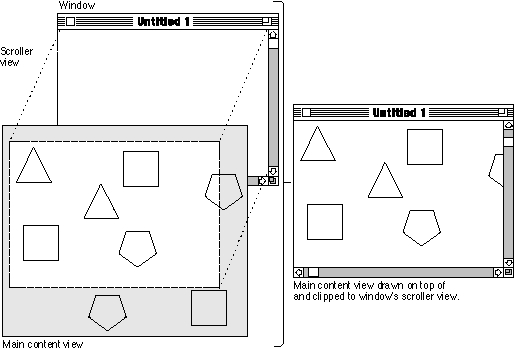 Window
Untitled 1
Scroller
view
Untitled 1
Main content view drawn on top of
and clipped to window's scroller view.
Main content view